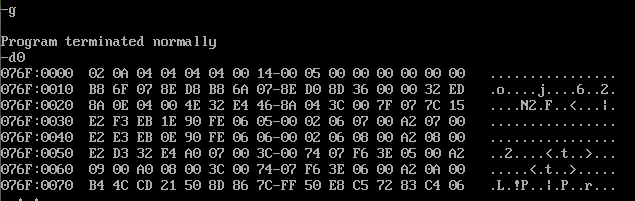 -g
Program terminated normally
-d0
076F:0000 02 0A 04 04 04 04 00 14-00 05 00 00 00 00 00 00 ................
076F:0010 B8 6F 07 8E D8 B8 6A 07-8E D0 8D 36 00 00 32 ED .o....j....6..2.
076F:0020 8A 0E 04 00 4E 32 E4 46-8A 04 3C 00 7F 07 7C 15 ....N2.F..<...|.
076F:0030 E2 F3 EB 1E 90 FE 06 05-00 02 06 07 00 A2 07 00 ................
076F:0040 E2 E3 EB 0E 90 FE 06 06-00 02 06 08 00 A2 08 00 ................
076F:0050 E2 D3 32 E4 A0 07 00 3C-00 74 07 F6 3E 05 00 A2 ..2....<.t..>...
076F:0060 09 00 A0 08 00 3C 00 74-07 F6 3E 06 00 A2 0A 00 .....<.t..>.....
076F:0070 B4 4C CD 21 50 8D 86 7C-FF 50 E8 C5 72 83 C4 06 .L.!P..|.P..r...